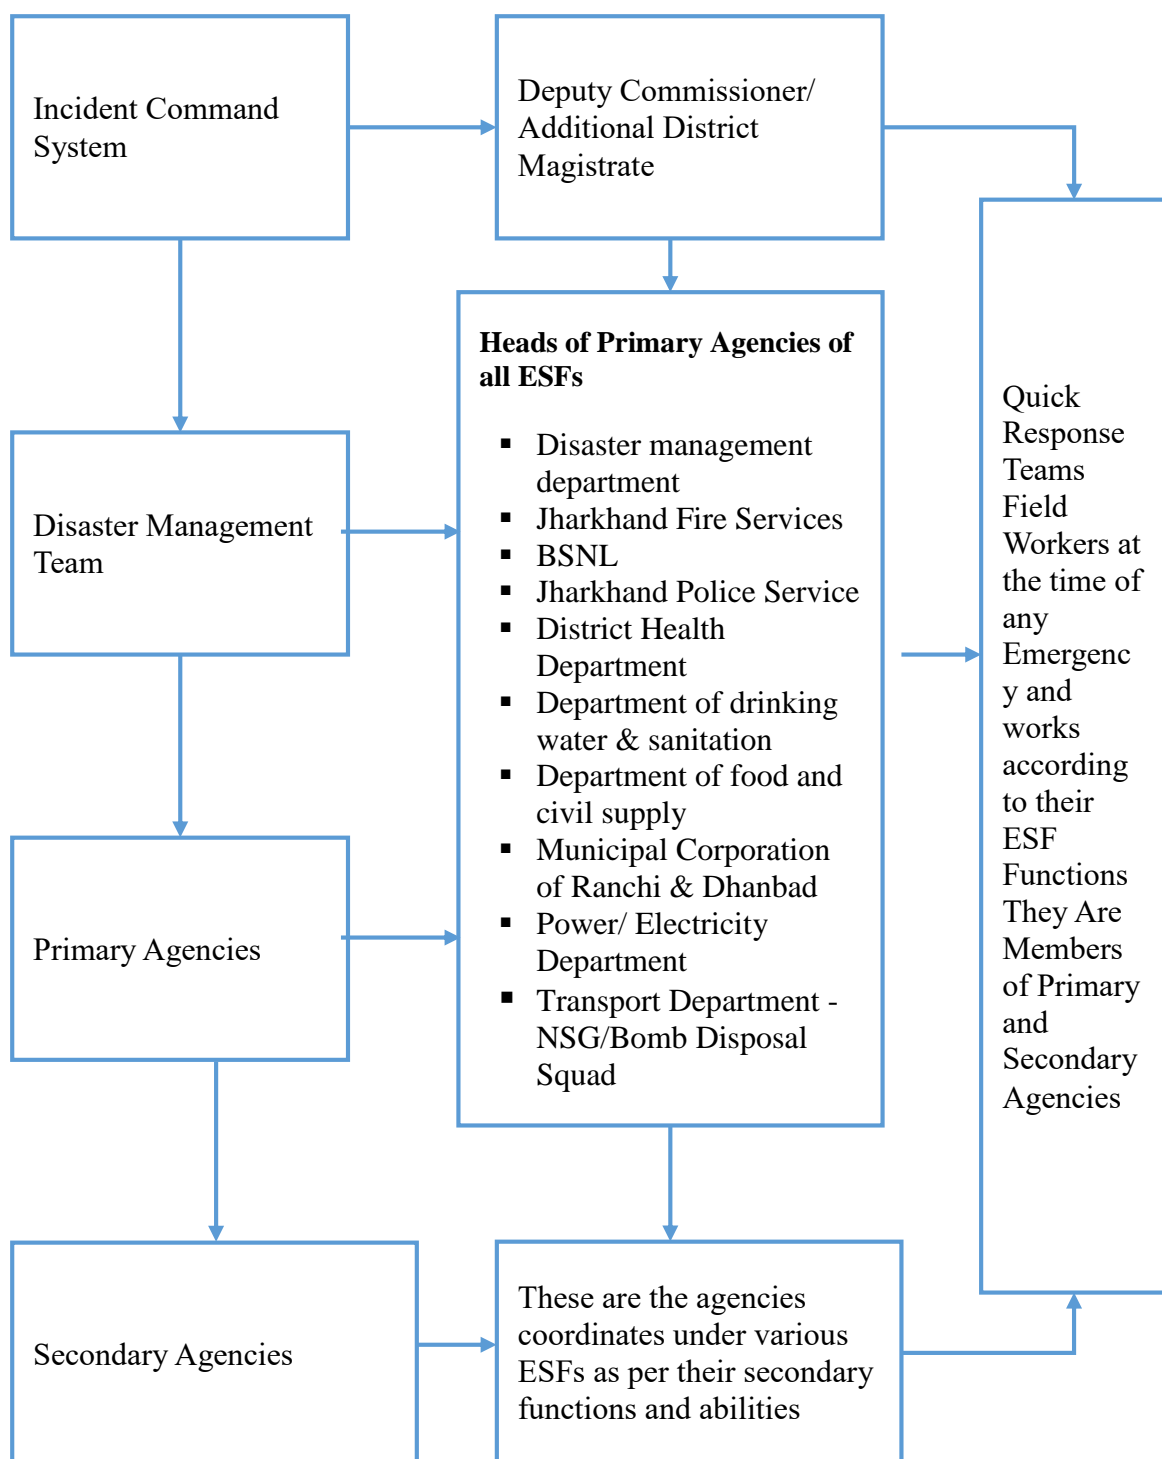 Incident Command
System
Deputy Commissioner/
Additional District
Magistrate
Heads of Primary Agencies of
all ESFs
▪ Disaster management
department
▪ Jharkhand Fire Services
▪ BSNL
▪ Jharkhand Police Service
▪ District Health
Department
▪ Department of drinking
water & sanitation
▪ Department of food and
civil supply
▪ Municipal Corporation
of Ranchi & Dhanbad
▪ Power/ Electricity
Department
▪ Transport Department -
NSG/Bomb Disposal
Squad
Quick
Response
Teams
Field
Workers at
the time of
any
Emergenc
y and
works
according
to their
ESF
Functions
They Are
Members
of Primary
and
Secondary
Agencies
Disaster Management
Team
Primary Agencies
Secondary Agencies
These are the agencies
coordinates under various
ESFs as per their secondary
functions and abilities